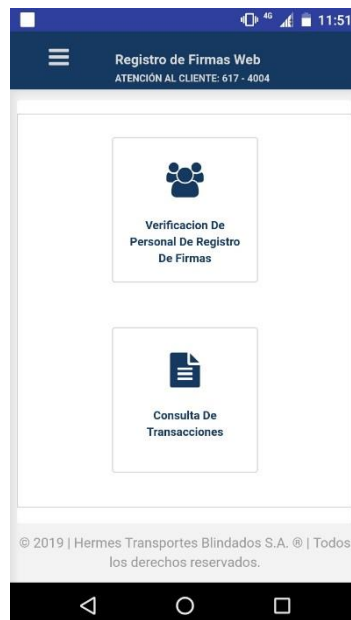 46 11:51
Registro de Firmas Web
ATENCIÓN AL CLIENTE: 617 - 4004
Verificacion De
Personal De Registro
De Firmas
Consulta De
Transacciones
© 2019 | Hermes Transportes Blindados S.A. ® | Todos
los derechos reservados.